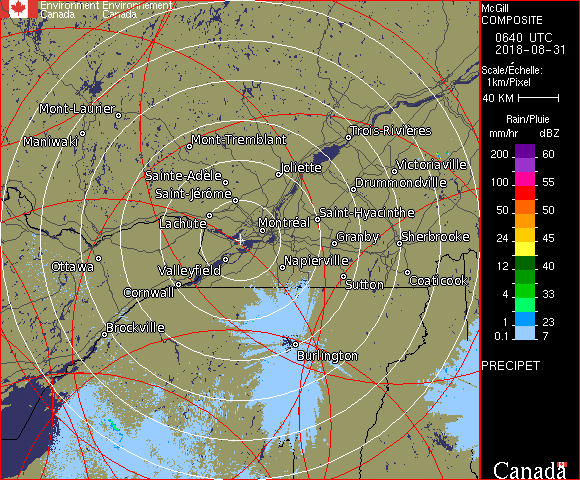 Environment Environnement
Canada Canada
McGill
COMPOSITE
0640 UTC
2018-08-31
Scale/Échelle:
1km/Pixel
40 KM
Rain/Pluie
mm/hr dBZ
200 60
150 57
100 55
50 50
24 45
12 40
4 33
1 23
0.1 7
PRECIPET
Canada
Mont-Laurier
Maniwaki
Mont-Tremblant
Trois-Rivières
Joliette
Victoriaville
Sainte-Adèle
Drummondville
Saint-Jérôme
Lachute
Saint-Hyacinthe
Montréal
Granby
Sherbrooke
Ottawa
Valleyfield
Napierville
Cornwall
Sutton
Coaticook
Brockville
Burlington